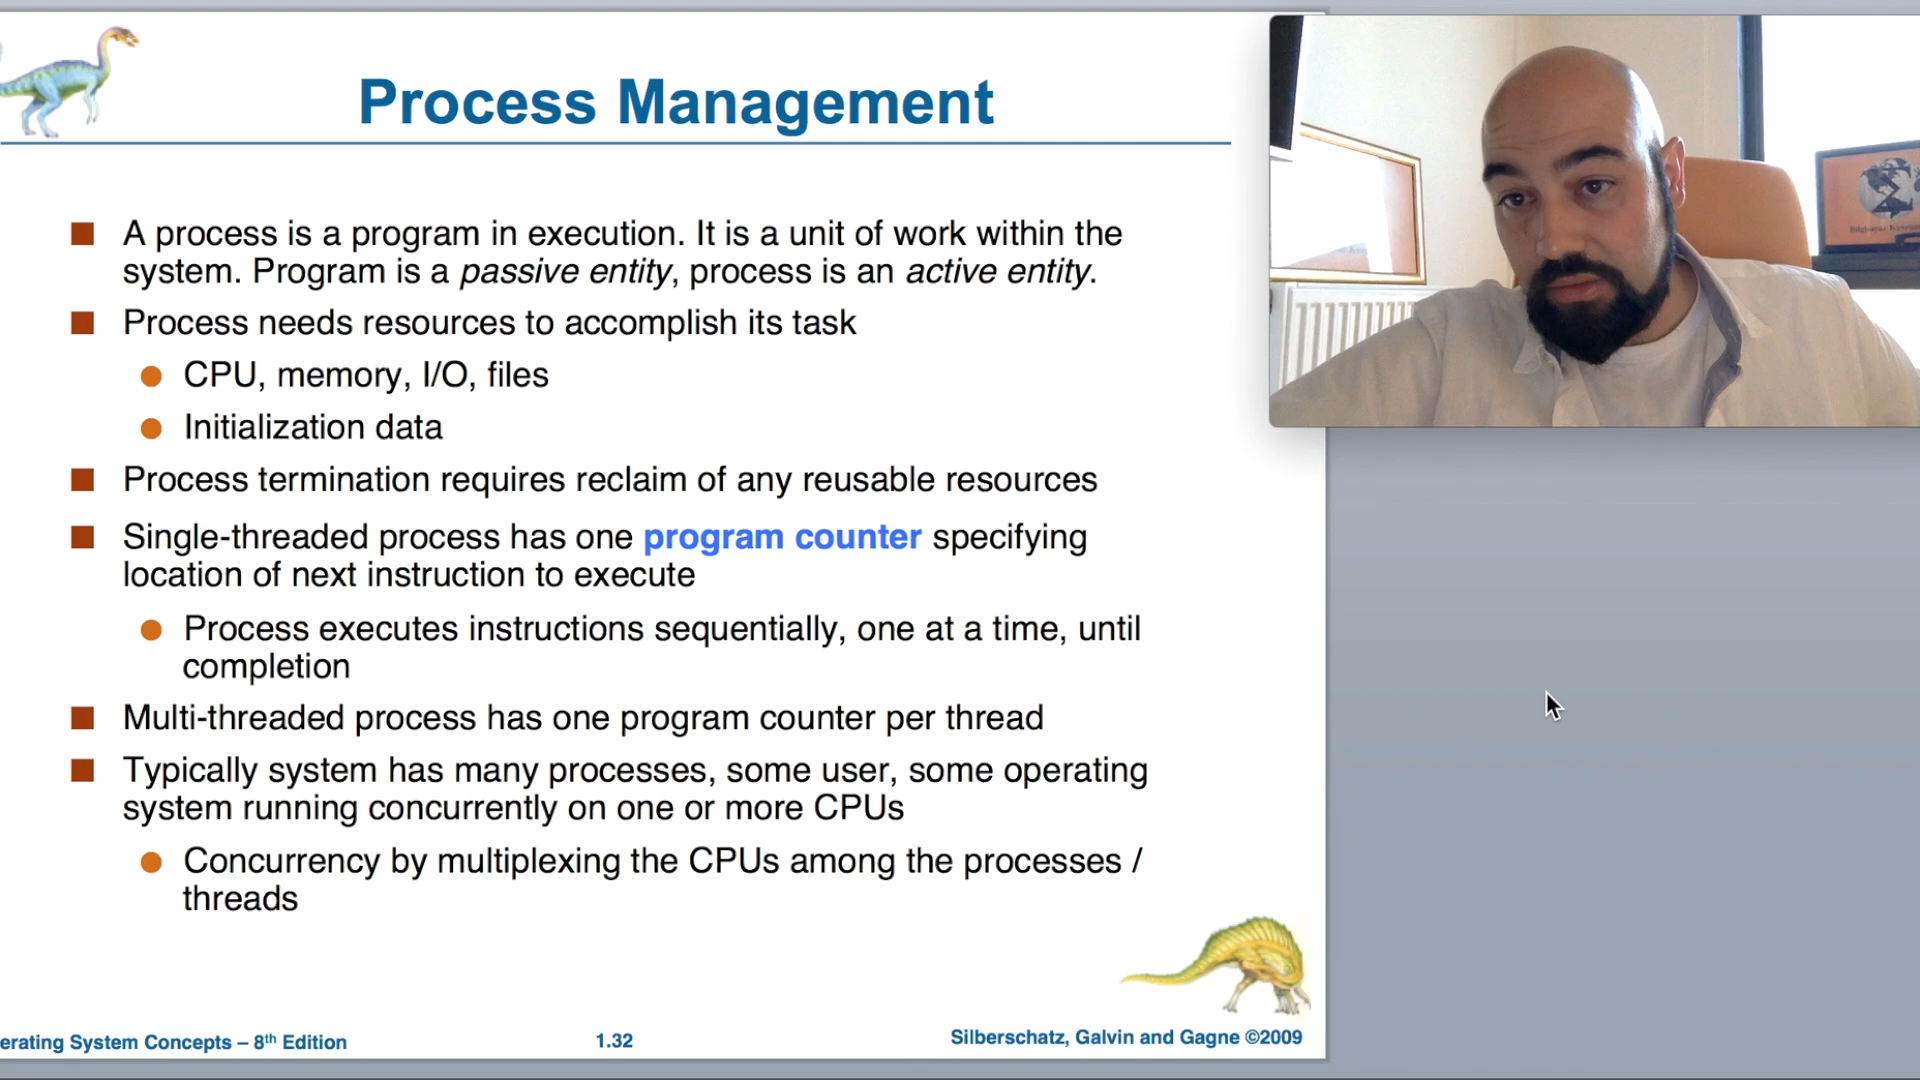 Process Management
A process is a program in execution. It is a unit of work within the
system. Program is a passive entity, process is an active entity.
Process needs resources to accomplish its task
CPU, memory, I/O, files
Initialization data
Process termination requires reclaim of any reusable resources
Single-threaded process has one program counter specifying
location of next instruction to execute
Process executes instructions sequentially, one at a time, until
completion
Multi-threaded process has one program counter per thread
Typically system has many processes, some user, some operating
system running concurrently on one or more CPUs
Concurrency by multiplexing the CPUs among the processes /
threads
erating System Concepts – 8th Edition
1.32
Silberschatz, Galvin and Gagne ©2009